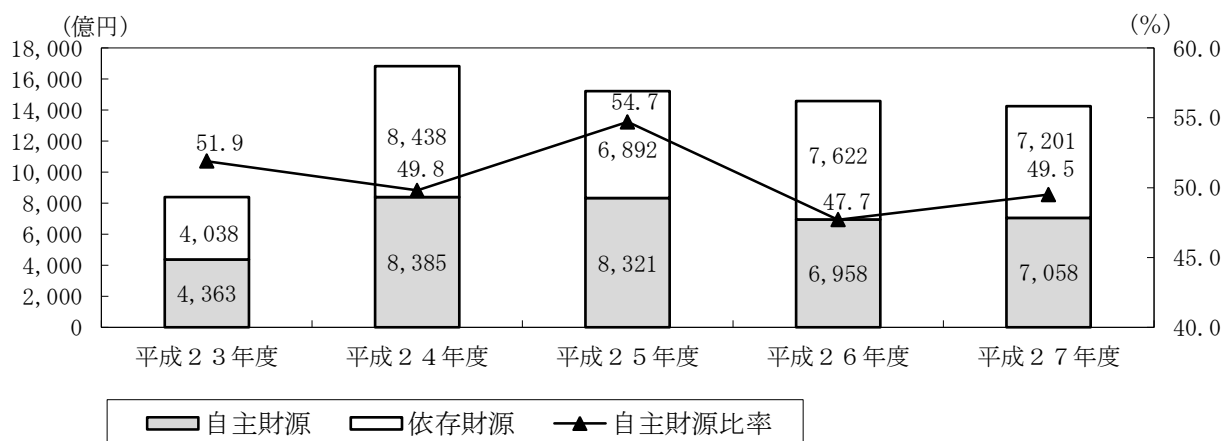 (億円) (%)
18,000 60.0
16,000
14,000 55.0
12,000
10,000 50.0
8,000
6,000 45.0
4,000
2,000
0 40.0
51.9 49.8 54.7 47.7 49.5
4,038 8,438 6,892 7,622 7,201
4,363 8,385 8,321 6,958 7,058
平成２３年度 平成２４年度 平成２５年度 平成２６年度 平成２７年度
自主財源 依存財源 自主財源比率